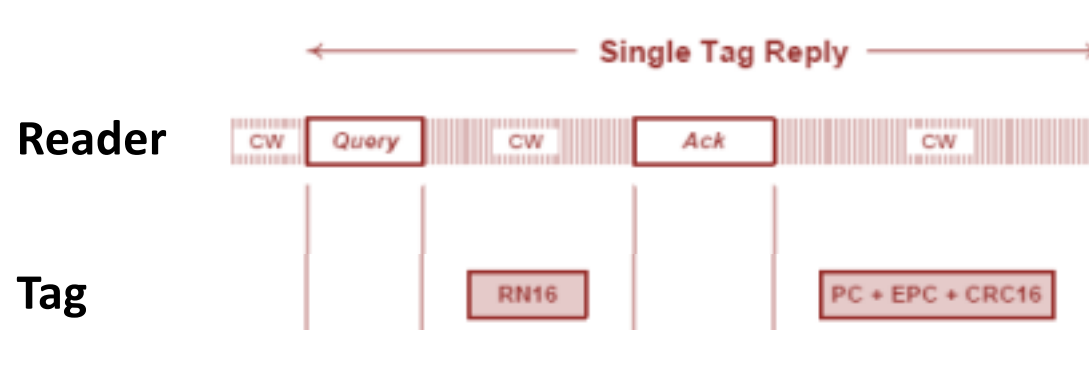 Single Tag Reply
Reader CW Query CW Ack CW
Tag RN16 PC + EPC + CRC16